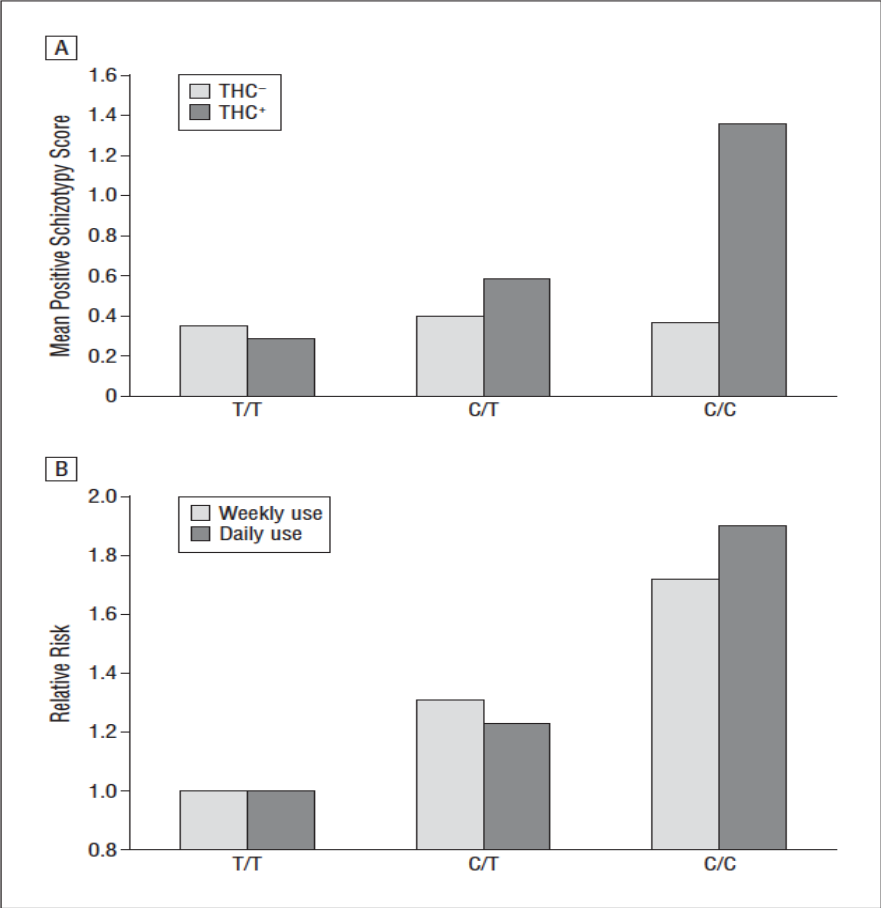 A
1.6
1.4
1.2
1.0
0.8
0.6
0.4
0.2
0
Mean Positive Schizotypy Score
THC⁻
THC⁺
T/T C/T C/C
B
2.0
1.8
1.6
1.4
1.2
1.0
0.8
Relative Risk
Weekly use
Daily use
T/T C/T C/C